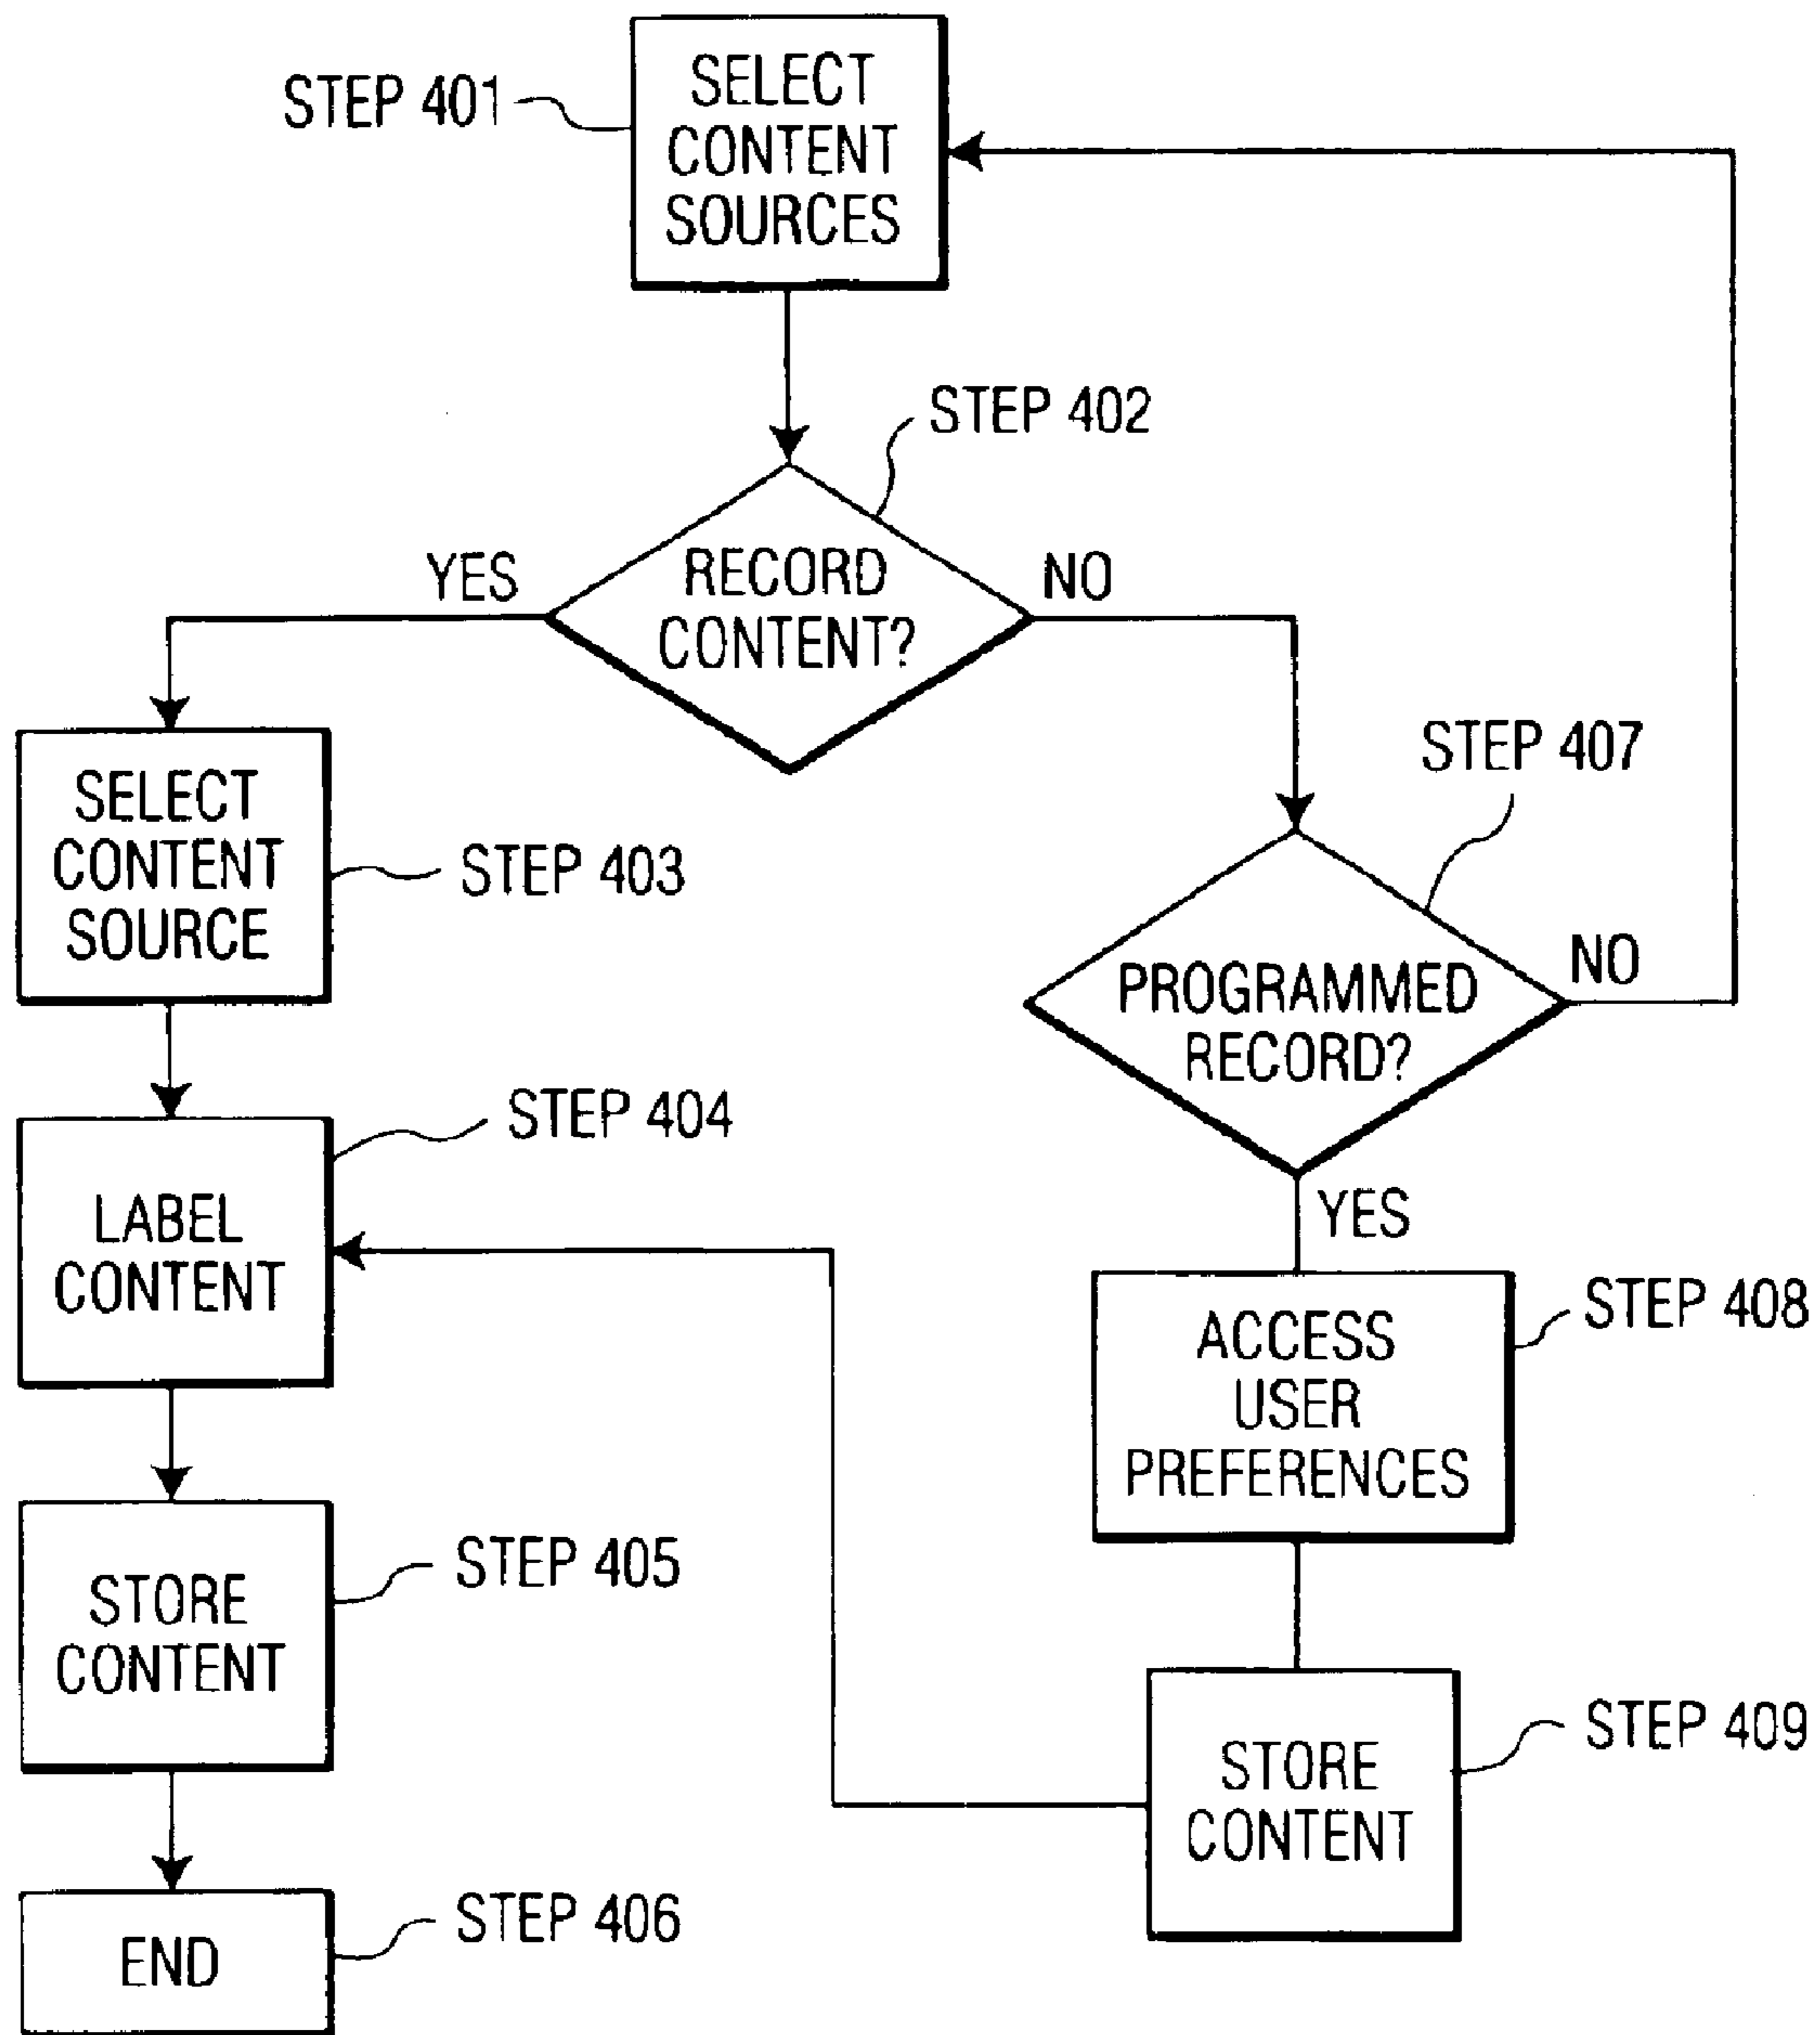 STEP 401
SELECT
CONTENT
SOURCES
STEP 402
YES
RECORD
CONTENT?
NO
STEP 407
SELECT
CONTENT
SOURCE
STEP 403
PROGRAMMED
RECORD?
NO
STEP 404
LABEL
CONTENT
YES
ACCESS
USER
PREFERENCES
STEP 408
STEP 405
STORE
CONTENT
STORE
CONTENT
STEP 409
END
STEP 406